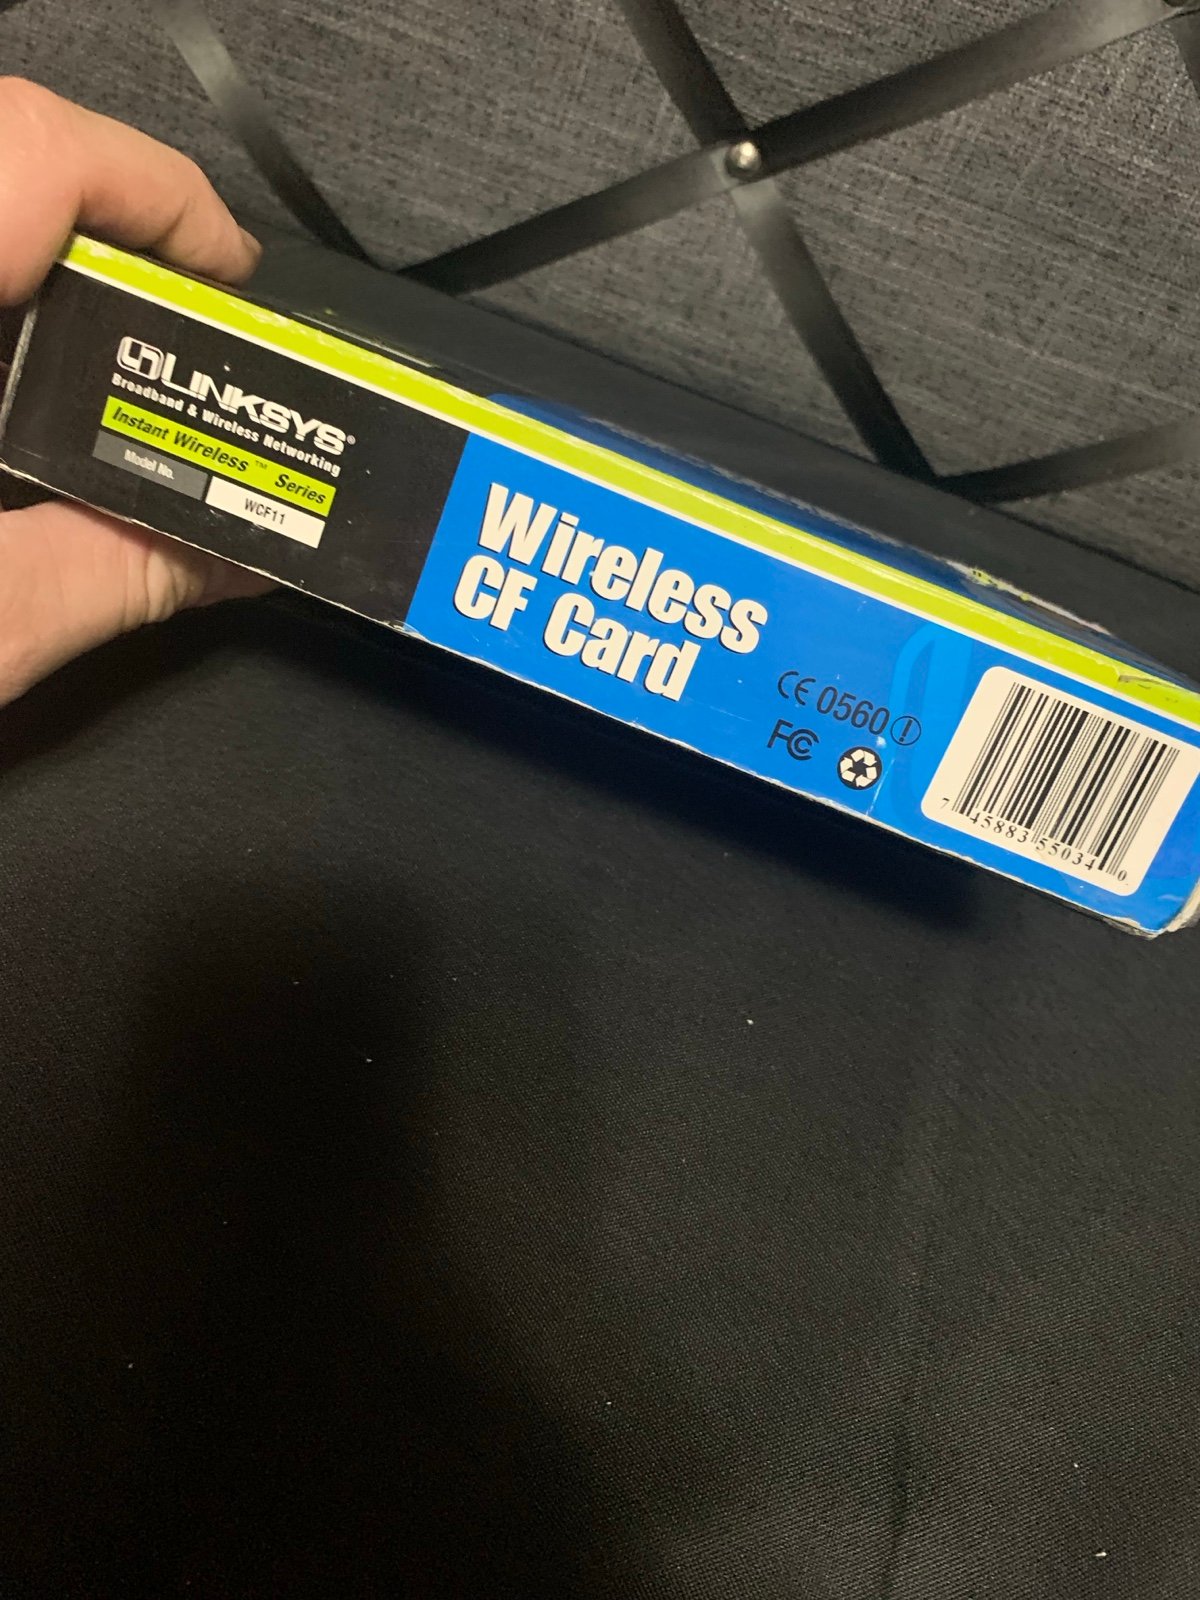 LINKSYS®
Broadband & Wireless Networking
Instant Wireless™ Series
Model No. WCF11
Wireless
CF Card
CE 0560
FC
7 45883 55034 0